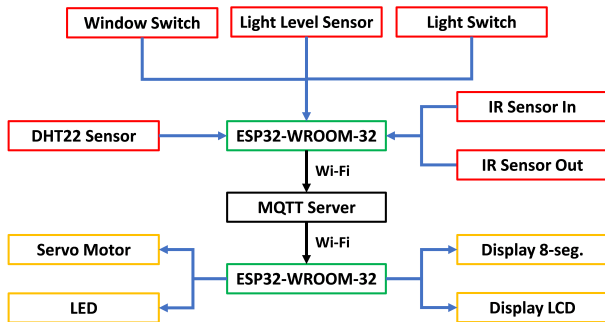 Window Switch
Light Level Sensor
Light Switch
DHT22 Sensor
ESP32-WROOM-32
IR Sensor In
IR Sensor Out
Wi-Fi
MQTT Server
Wi-Fi
Servo Motor
ESP32-WROOM-32
Display 8-seg.
LED
Display LCD